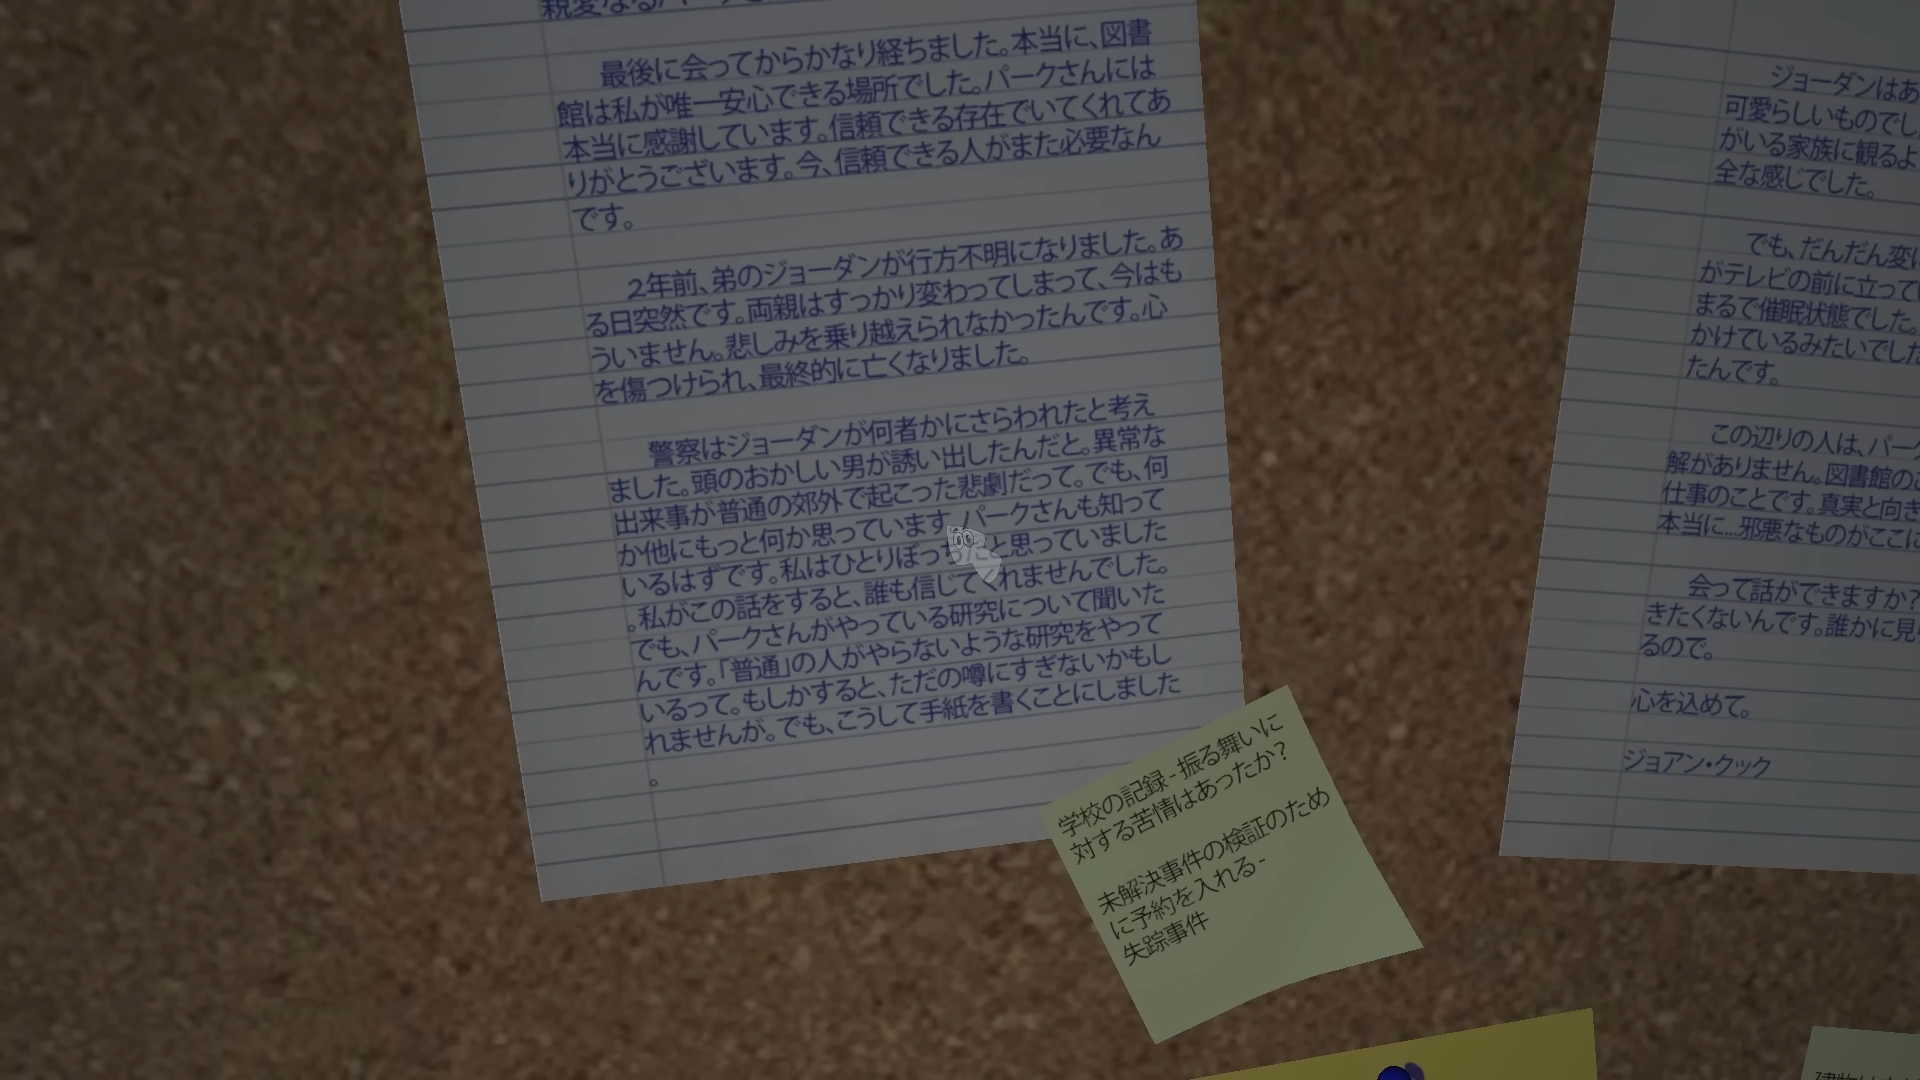 親愛なるパーク
最後に会ってからかなり経ちました。本当に、図書
館は私が唯一安心できる場所でした。パークさんには
本当に感謝しています。信頼できる存在でいてくれてあ
りがとうございます。今、信頼できる人がまた必要なん
です。
2年前、弟のジョーダンが行方不明になりました。あ
る日突然です。両親はすっかり変わってしまって、今はも
ういません。悲しみを乗り越えられなかったんです。心
を傷つけられ、最終的に亡くなりました。
警察はジョーダンが何者かにさらわれたと考え
ました。頭のおかしい男が誘い出したんだと。異常な
出来事が普通の郊外で起こった悲劇だって。でも、何
か他にもっと何か思っています。パークさんも知って
いるはずです。私はひとりぼっちだと思っていました
。私がこの話をすると、誰も信じてくれませんでした。
でも、パークさんがやっている研究について聞いた
んです。「普通」の人がやらないような研究をやって
いるって。もしかすると、ただの噂にすぎないかもし
れませんが。でも、こうして手紙を書くことにしました
。
学校の記録 - 振る舞いに
対する苦情はあったか?
未解決事件の検証のため
に予約を入れる -
失踪事件
ジョーダンはあ
可愛らしいものでし
がいる家族に観るよ
全な感じでした。
でも、だんだん変に
がテレビの前に立って
まるで催眠状態でした。
かけているみたいでした
たんです。
この辺りの人は、パーク
解がありません。図書館の
仕事のことです。真実と向き
本当に...邪悪なものがここに
会って話ができますか?
きたくないんです。誰かに見
るので。
心を込めて。
ジョアン・クック